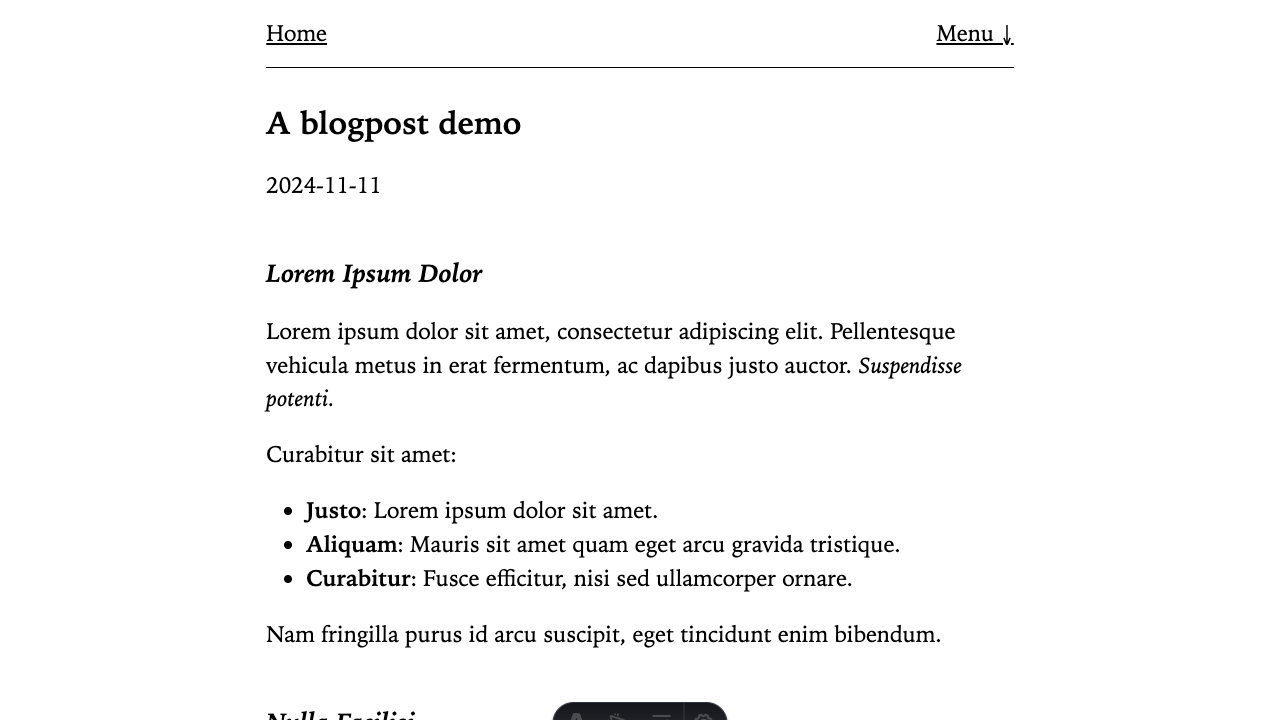 Home
Menu ↓
A blogpost demo
2024-11-11
Lorem Ipsum Dolor
Lorem ipsum dolor sit amet, consectetur adipiscing elit. Pellentesque
vehicula metus in erat fermentum, ac dapibus justo auctor. Suspendisse
potenti.
Curabitur sit amet:
• Justo: Lorem ipsum dolor sit amet.
• Aliquam: Mauris sit amet quam eget arcu gravida tristique.
• Curabitur: Fusce efficitur, nisi sed ullamcorper ornare.
Nam fringilla purus id arcu suscipit, eget tincidunt enim bibendum.
Nulla Facilisi